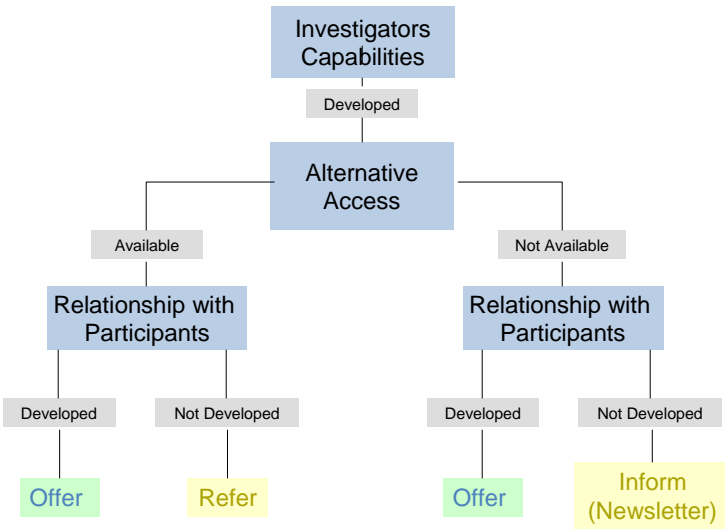 Investigators
Capabilities
Developed
Alternative
Access
Available
Not Available
Relationship with
Participants
Relationship with
Participants
Developed
Not Developed
Developed
Not Developed
Offer
Refer
Offer
Inform
(Newsletter)